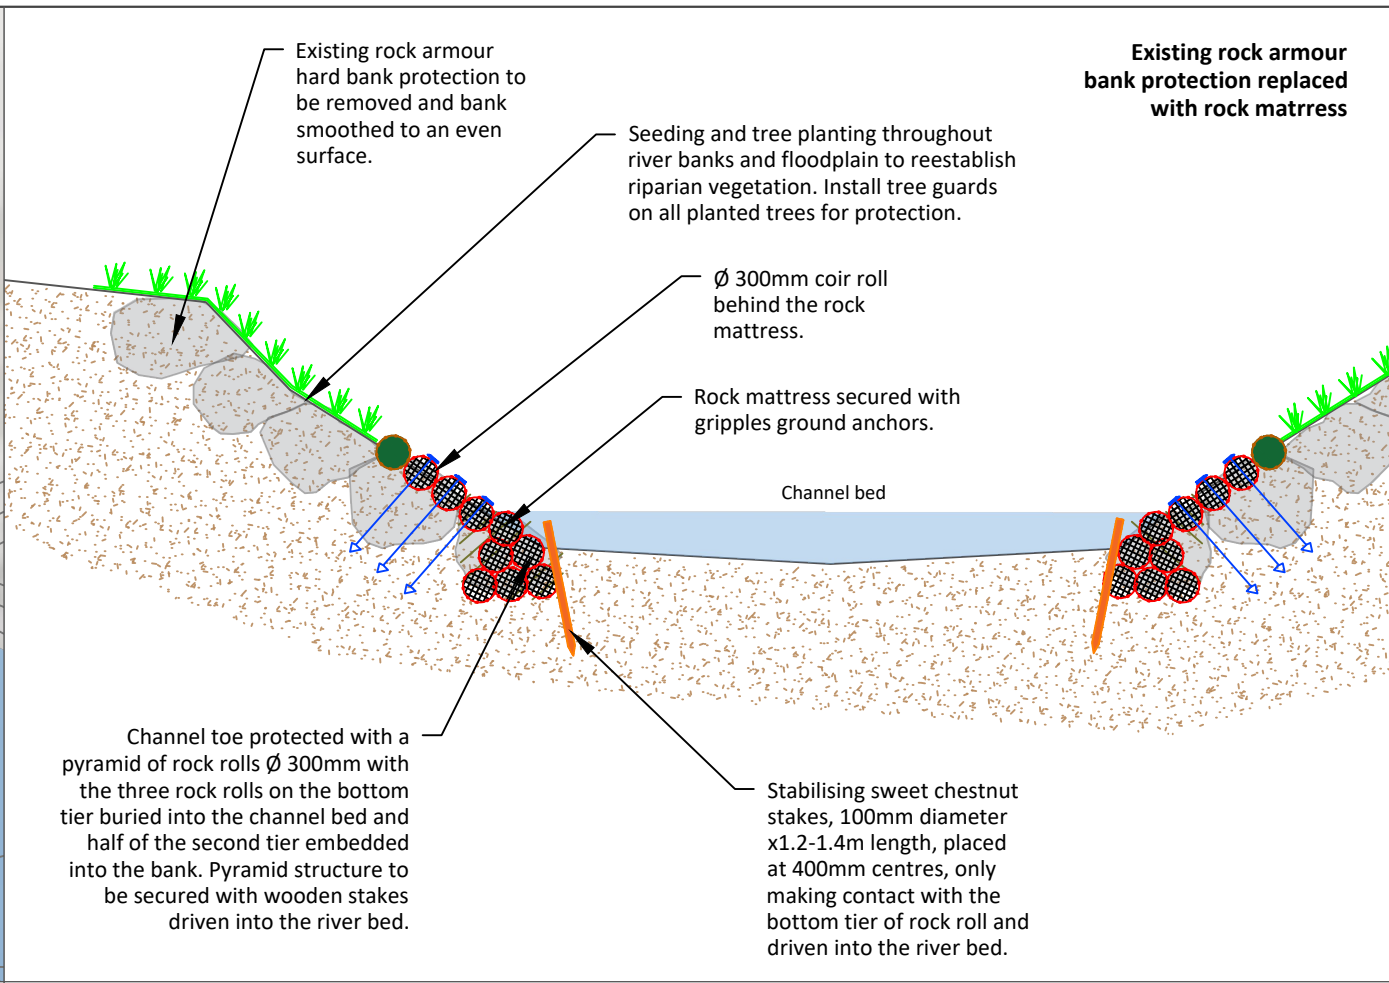 Existing rock armour
hard bank protection to
be removed and bank
smoothed to an even
surface.
Existing rock armour
bank protection replaced
with rock matrress
Seeding and tree planting throughout
river banks and floodplain to reestablish
riparian vegetation. Install tree guards
on all planted trees for protection.
Ø 300mm coir roll
behind the rock
mattress.
Rock mattress secured with
gripples ground anchors.
Channel bed
Channel toe protected with a
pyramid of rock rolls Ø 300mm with
the three rock rolls on the bottom
tier buried into the channel bed and
half of the second tier embedded
into the bank. Pyramid structure to
be secured with wooden stakes
driven into the river bed.
Stabilising sweet chestnut
stakes, 100mm diameter
x1.2-1.4m length, placed
at 400mm centres, only
making contact with the
bottom tier of rock roll and
driven into the river bed.